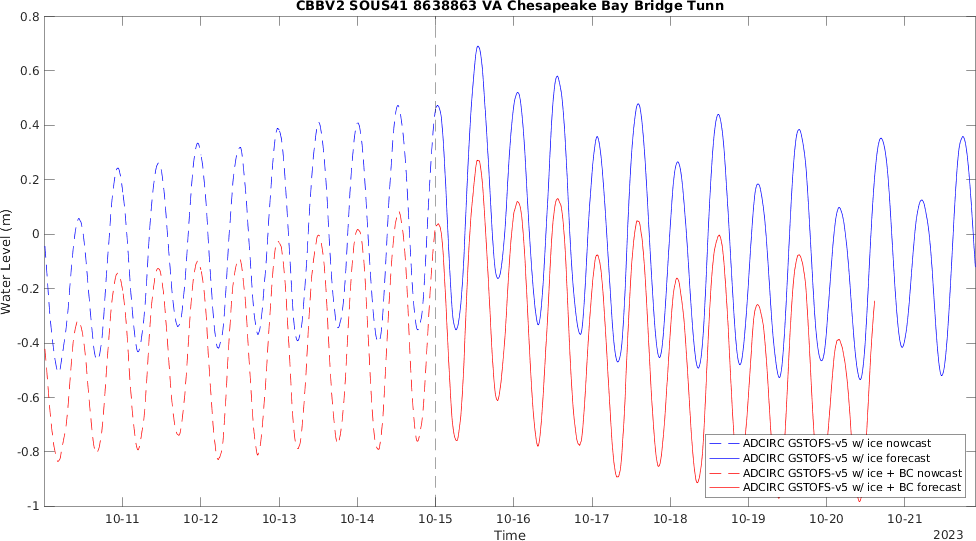 CBBV2 SOUS41 8638863 VA Chesapeake Bay Bridge Tunn
0.8
0.6
0.4
0.2
0
-0.2
-0.4
-0.6
-0.8
-1
Water Level (m)
ADCIRC GSTOFS-v5 w/ ice nowcast
ADCIRC GSTOFS-v5 w/ ice forecast
ADCIRC GSTOFS-v5 w/ ice + BC nowcast
ADCIRC GSTOFS-v5 w/ ice + BC forecast
10-11 10-12 10-13 10-14 10-15 10-16 10-17 10-18 10-19 10-20 10-21
Time
2023